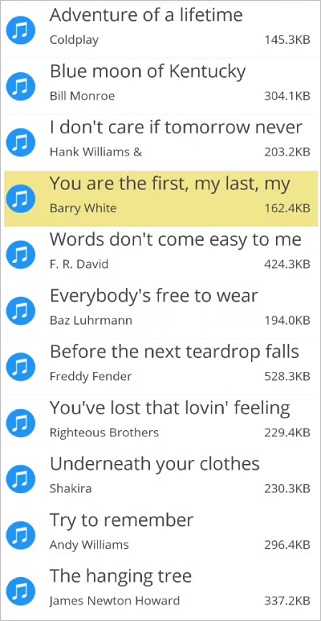 Adventure of a lifetime
Coldplay 145.3KB
Blue moon of Kentucky
Bill Monroe 304.1KB
I don't care if tomorrow never
Hank Williams & 203.2KB
You are the first, my last, my
Barry White 162.4KB
Words don't come easy to me
F. R. David 424.3KB
Everybody's free to wear
Baz Luhrmann 194.0KB
Before the next teardrop falls
Freddy Fender 528.3KB
You've lost that lovin' feeling
Righteous Brothers 229.4KB
Underneath your clothes
Shakira 230.3KB
Try to remember
Andy Williams 296.4KB
The hanging tree
James Newton Howard 337.2KB